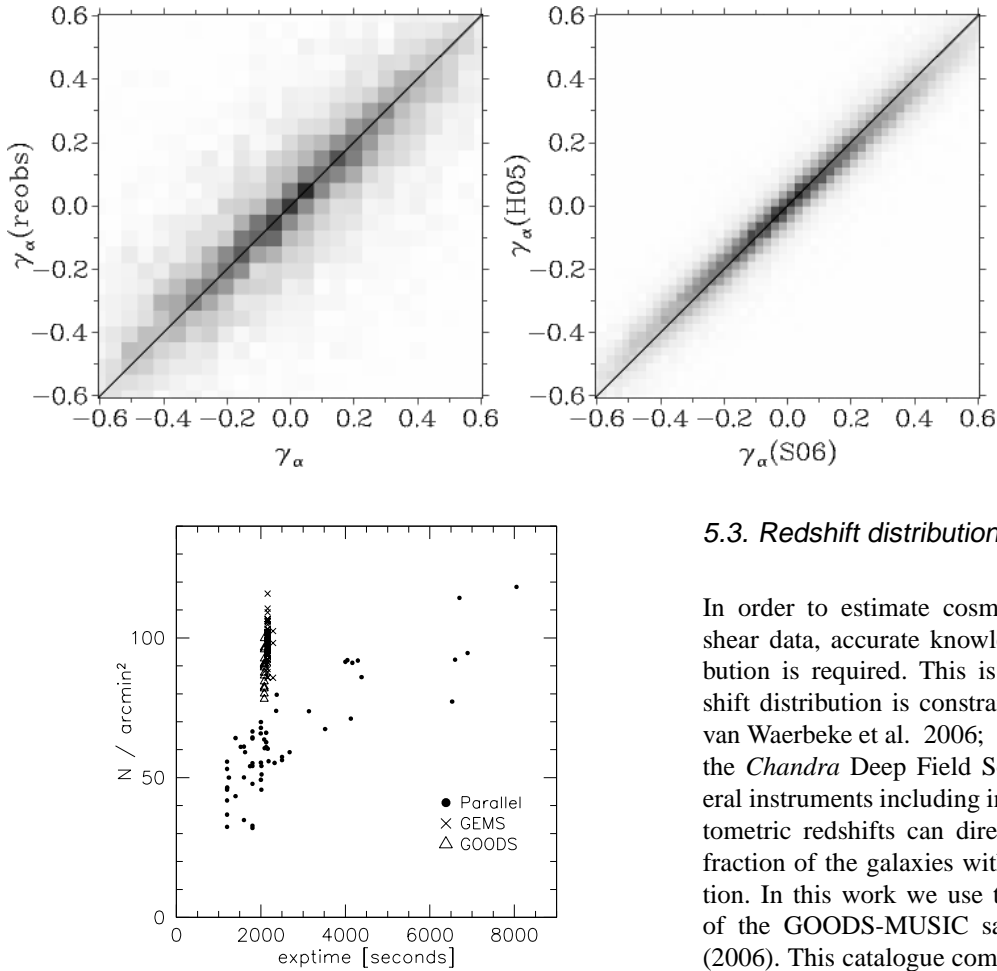 0.6
0.4
0.2
0.0
−0.2
−0.4
−0.6
γα(reobs)
−0.6 −0.4 −0.2 0.0 0.2 0.4 0.6
γα
0.6
0.4
0.2
0.0
−0.2
−0.4
−0.6
γα(H05)
−0.6 −0.4 −0.2 0.0 0.2 0.4 0.6
γα(S06)
100
50
0
N / arcmin²
Parallel
GEMS
GOODS
0 2000 4000 6000 8000
exptime [seconds]
5.3. Redshift distribution
In order to estimate cosm
shear data, accurate knowle
bution is required. This is
shift distribution is constra
van Waerbeke et al. 2006;
the Chandra Deep Field S
eral instruments including in
tometric redshifts can dire
fraction of the galaxies with
tion. In this work we use t
of the GOODS-MUSIC sa
(2006). This catalogue com